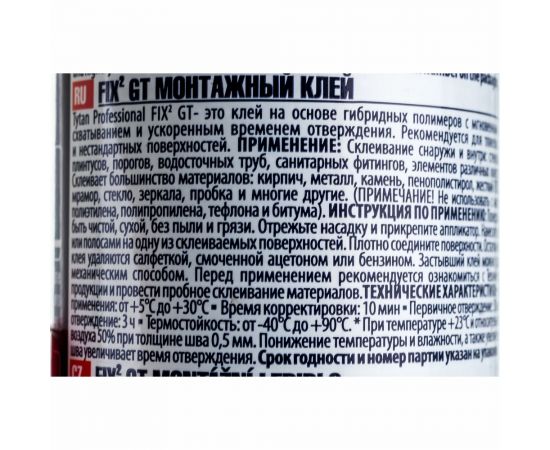 RU FIX² GT МОНТАЖНЫЙ КЛЕЙ
Tytan Professional FIX² GT- это клей на основе гибридных полимеров с мгновенным
схватыванием и ускоренным временем отверждения. Рекомендуется для
и нестандартных поверхностей. ПРИМЕНЕНИЕ: Склеивание снаружи и внутри:
плинтусов, порогов, водосточных труб, санитарных фитингов, элементов различных
Склеивает большинство материалов: кирпич, металл, камень, пенополистирол,
мрамор, стекло, зеркала, пробка и многие другие. (ПРИМЕЧАНИЕ! Не использовать
полиэтилена, полипропилена, тефлона и битума). ИНСТРУКЦИЯ ПО ПРИМЕНЕНИЮ:
быть чистой, сухой, без пыли и грязи. Отрежьте насадку и прикрепите аппликатор.
или полосами на одну из склеиваемых поверхностей. Плотно соедините поверхности.
клея удаляются салфеткой, смоченной ацетоном или бензином. Застывший клей
механическим способом. Перед применением рекомендуется ознакомиться с
продукции и провести пробное склеивание материалов. ТЕХНИЧЕСКИЕ
применения: от +5°C до +30°C • Время корректировки: 10 мин • Первичное отверждение:
отверждение: 3 ч • Термостойкость: от -40°C до +90°C. * При температуре +23°C и
воздуха 50% при толщине шва 0,5 мм. Понижение температуры и влажности, а также
шва увеличивает время отверждения. Срок годности и номер партии указан на
CZ FIX² GT MONTÁŽNÍ LEPIDLO